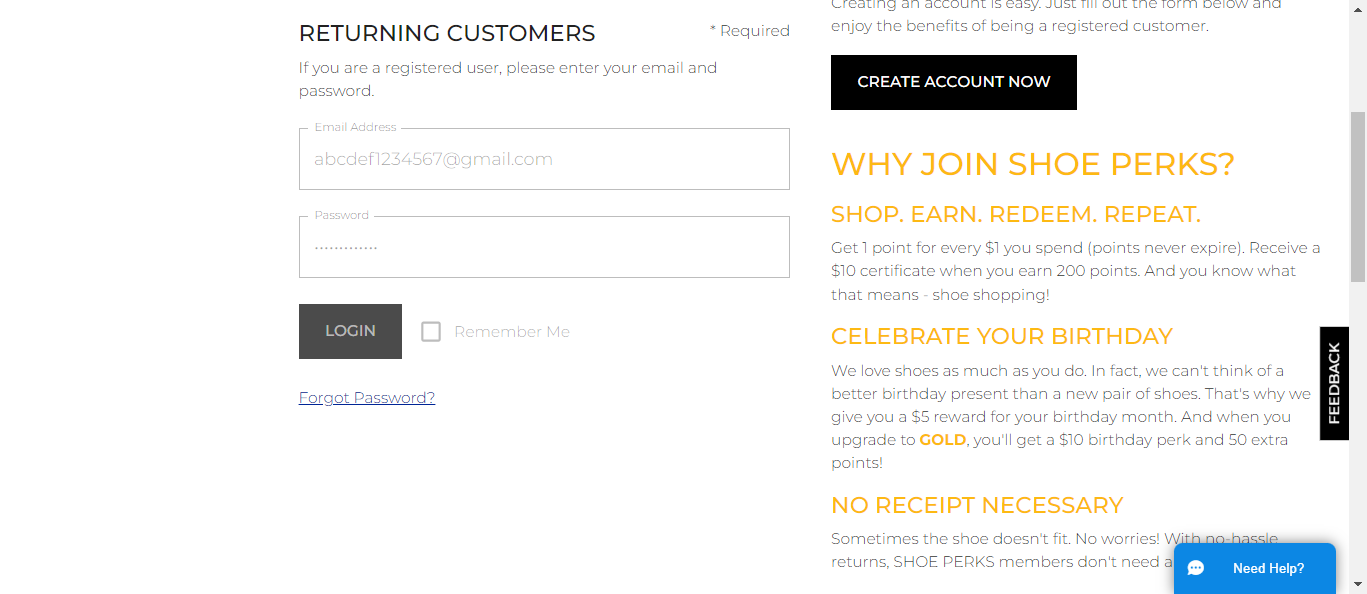 RETURNING CUSTOMERS
* Required
If you are a registered user, please enter your email and
password.
Email Address
abcdef1234567@gmail.com
Password
.............
LOGIN
Remember Me
Forgot Password?
Creating an account is easy. Just fill out the form below and
enjoy the benefits of being a registered customer.
CREATE ACCOUNT NOW
WHY JOIN SHOE PERKS?
SHOP. EARN. REDEEM. REPEAT.
Get 1 point for every $1 you spend (points never expire). Receive a
$10 certificate when you earn 200 points. And you know what
that means - shoe shopping!
CELEBRATE YOUR BIRTHDAY
We love shoes as much as you do. In fact, we can't think of a
better birthday present than a new pair of shoes. That's why we
give you a $5 reward for your birthday month. And when you
upgrade to GOLD, you'll get a $10 birthday perk and 50 extra
points!
NO RECEIPT NECESSARY
Sometimes the shoe doesn't fit. No worries! With no-hassle
returns, SHOE PERKS members don't need a
FEEDBACK
Need Help?